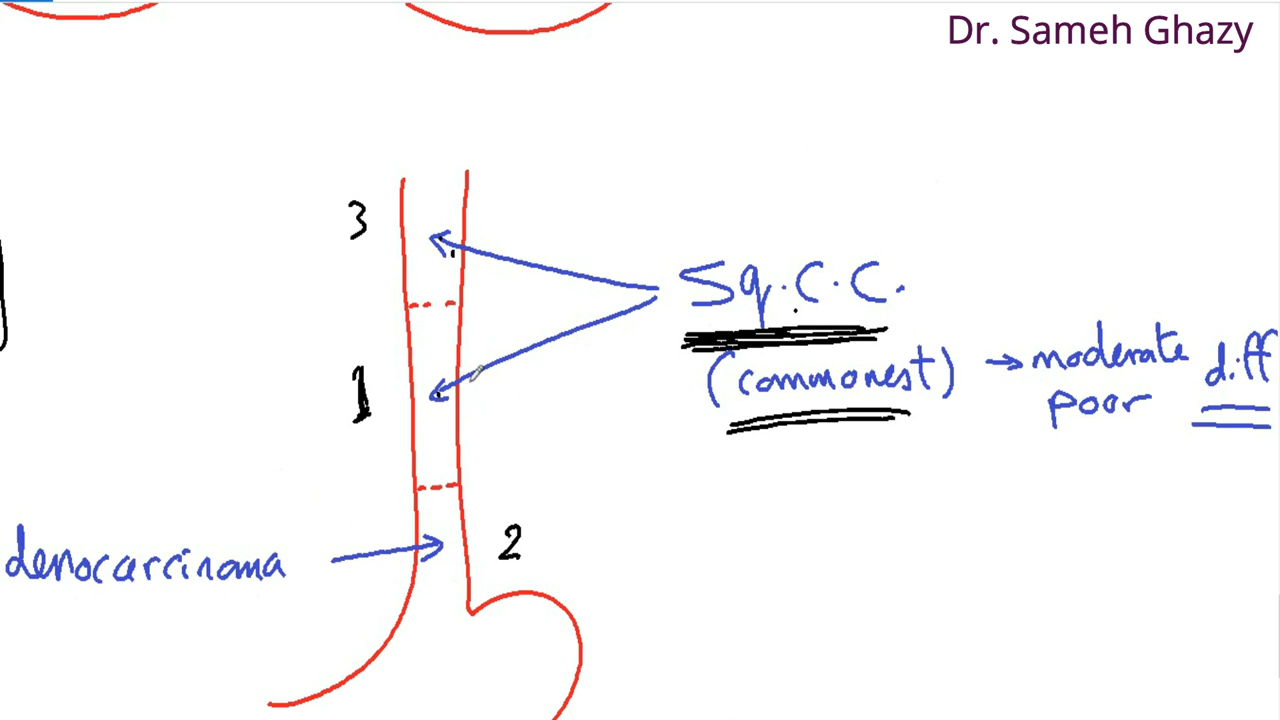 Dr. Sameh Ghazy
3
Sq.C.C.
(commonest) → moderate diff
poor
1
2
denocarcinoma